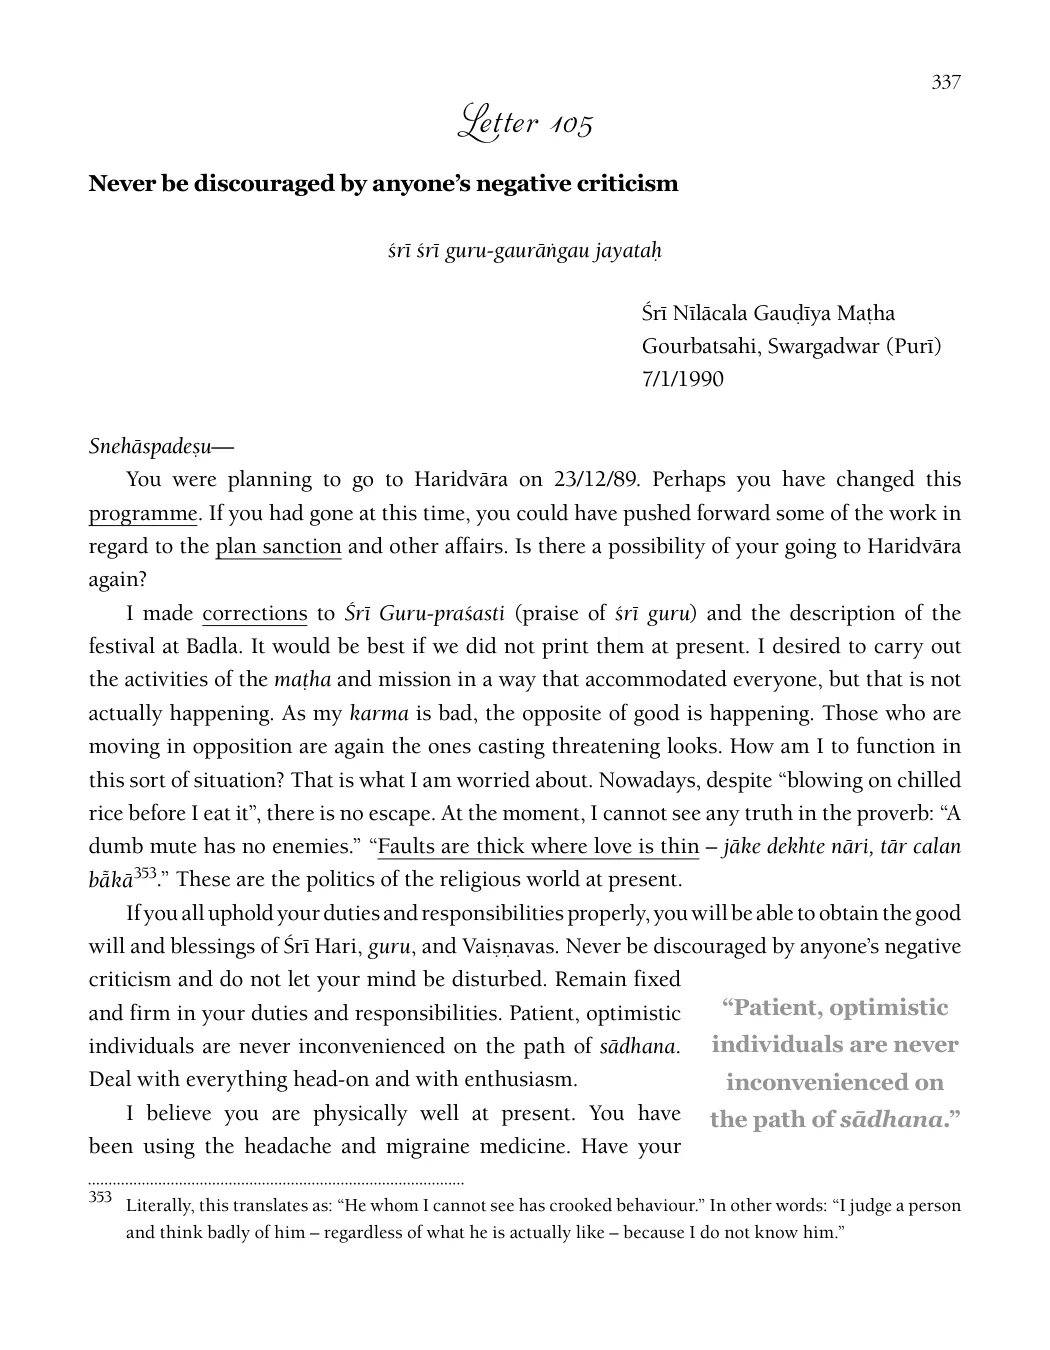 337
Letter 105
Never be discouraged by anyone’s negative criticism
śrī śrī guru-gaurāṅgau jayataḥ
Śrī Nīlācala Gauḍīya Maṭha
Gourbatsahi, Swargadwar (Purī)
7/1/1990
Snehāspadeṣu—
You were planning to go to Haridvāra on 23/12/89. Perhaps you have changed this
programme. If you had gone at this time, you could have pushed forward some of the work in
regard to the plan sanction and other affairs. Is there a possibility of your going to Haridvāra
again?
I made corrections to Śrī Guru-praśasti (praise of śrī guru) and the description of the
festival at Badla. It would be best if we did not print them at present. I desired to carry out
the activities of the maṭha and mission in a way that accommodated everyone, but that is not
actually happening. As my karma is bad, the opposite of good is happening. Those who are
moving in opposition are again the ones casting threatening looks. How am I to function in
this sort of situation? That is what I am worried about. Nowadays, despite “blowing on chilled
rice before I eat it”, there is no escape. At the moment, I cannot see any truth in the proverb: “A
dumb mute has no enemies.” “Faults are thick where love is thin – jāke dekhte nāri, tār calan
bā̃kā353.” These are the politics of the religious world at present.
If you all uphold your duties and responsibilities properly, you will be able to obtain the good
will and blessings of Śrī Hari, guru, and Vaiṣṇavas. Never be discouraged by anyone’s negative
criticism and do not let your mind be disturbed. Remain fixed
and firm in your duties and responsibilities. Patient, optimistic
individuals are never inconvenienced on the path of sādhana.
Deal with everything head-on and with enthusiasm.
I believe you are physically well at present. You have
been using the headache and migraine medicine. Have your
“Patient, optimistic
individuals are never
inconvenienced on
the path of sādhana.”
353 Literally, this translates as: “He whom I cannot see has crooked behaviour.” In other words: “I judge a person
and think badly of him – regardless of what he is actually like – because I do not know him.”